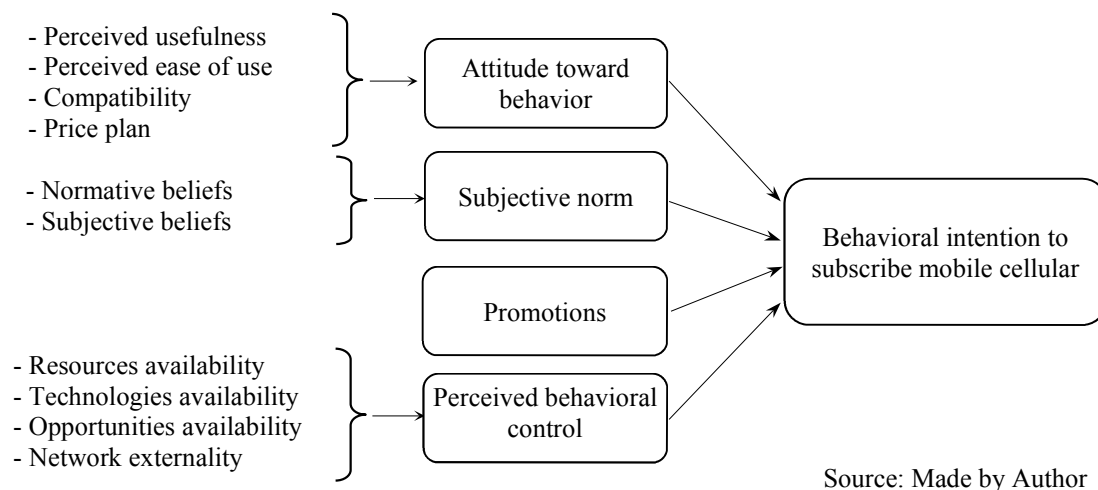 - Perceived usefulness
- Perceived ease of use
- Compatibility
- Price plan
Attitude toward
behavior
- Normative beliefs
- Subjective beliefs
Subjective norm
Behavioral intention to
subscribe mobile cellular
Promotions
- Resources availability
- Technologies availability
- Opportunities availability
- Network externality
Perceived behavioral
control
Source: Made by Author